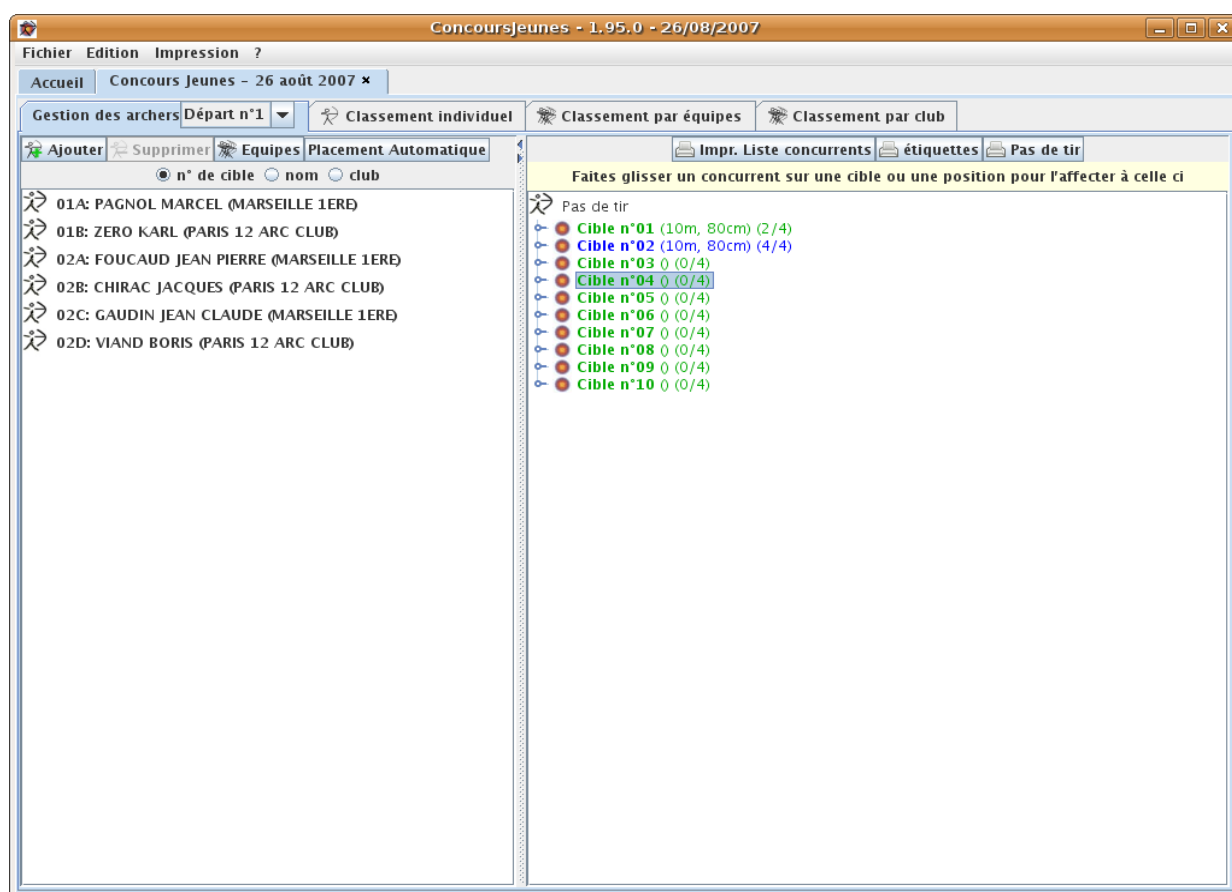 ConcoursJeunes - 1.95.0 - 26/08/2007
Fichier Edition Impression ?
Accueil Concours Jeunes - 26 août 2007 ×
Gestion des archers Départ n°1 Classement individuel Classement par équipes Classement par club
Ajouter Supprimer Equipes Placement Automatique
n° de cible nom club
01A: PAGNOL MARCEL (MARSEILLE 1ERE)
01B: ZERO KARL (PARIS 12 ARC CLUB)
02A: FOUCAUD JEAN PIERRE (MARSEILLE 1ERE)
02B: CHIRAC JACQUES (PARIS 12 ARC CLUB)
02C: GAUDIN JEAN CLAUDE (MARSEILLE 1ERE)
02D: VIAND BORIS (PARIS 12 ARC CLUB)
Impr. Liste concurrents étiquettes Pas de tir
Faites glisser un concurrent sur une cible ou une position pour l'affecter à celle ci
Pas de tir
Cible n°01 (10m, 80cm) (2/4)
Cible n°02 (10m, 80cm) (4/4)
Cible n°03 () (0/4)
Cible n°04 () (0/4)
Cible n°05 () (0/4)
Cible n°06 () (0/4)
Cible n°07 () (0/4)
Cible n°08 () (0/4)
Cible n°09 () (0/4)
Cible n°10 () (0/4)